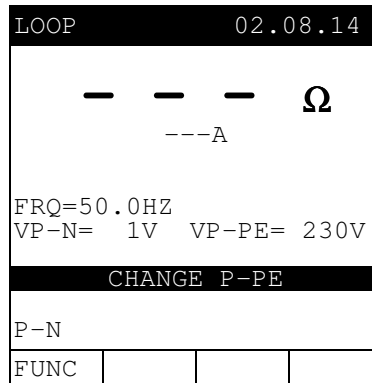 LOOP 02.08.14
– – – Ω
---A
FRQ=50.0HZ
VP-N= 1V VP-PE= 230V
CHANGE P-PE
P-N
FUNC